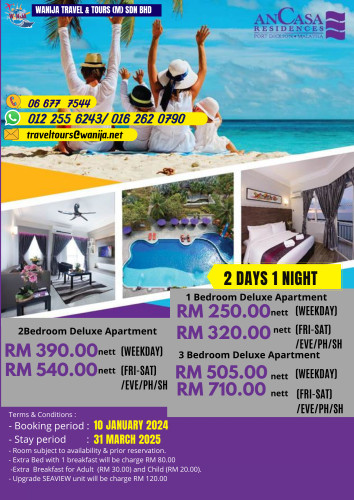 WANIJA TRAVEL & TOURS (M) SDN BHD
ANCASA
RESIDENCES
PORT DICKSON • MALAYSIA
06 677 7544
012 255 6243/ 016 262 0790
traveltours@wanija.net
2 DAYS 1 NIGHT
1 Bedroom Deluxe Apartment
RM 250.00nett (WEEKDAY)
RM 320.00nett (FRI-SAT)
/EVE/PH/SH
2Bedroom Deluxe Apartment
RM 390.00nett (WEEKDAY)
RM 540.00nett (FRI-SAT)
/EVE/PH/SH
3 Bedroom Deluxe Apartment
RM 505.00nett (WEEKDAY)
RM 710.00nett (FRI-SAT)
/EVE/PH/SH
Terms & Conditions :
- Booking period : 10 JANUARY 2024
- Stay period : 31 MARCH 2025
- Room subject to availability & prior reservation.
- Extra Bed with 1 breakfast will be charge RM 80.00
-Extra Breakfast for Adult (RM 30.00) and Child (RM 20.00).
- Upgrade SEAVIEW unit will be charge RM 120.00